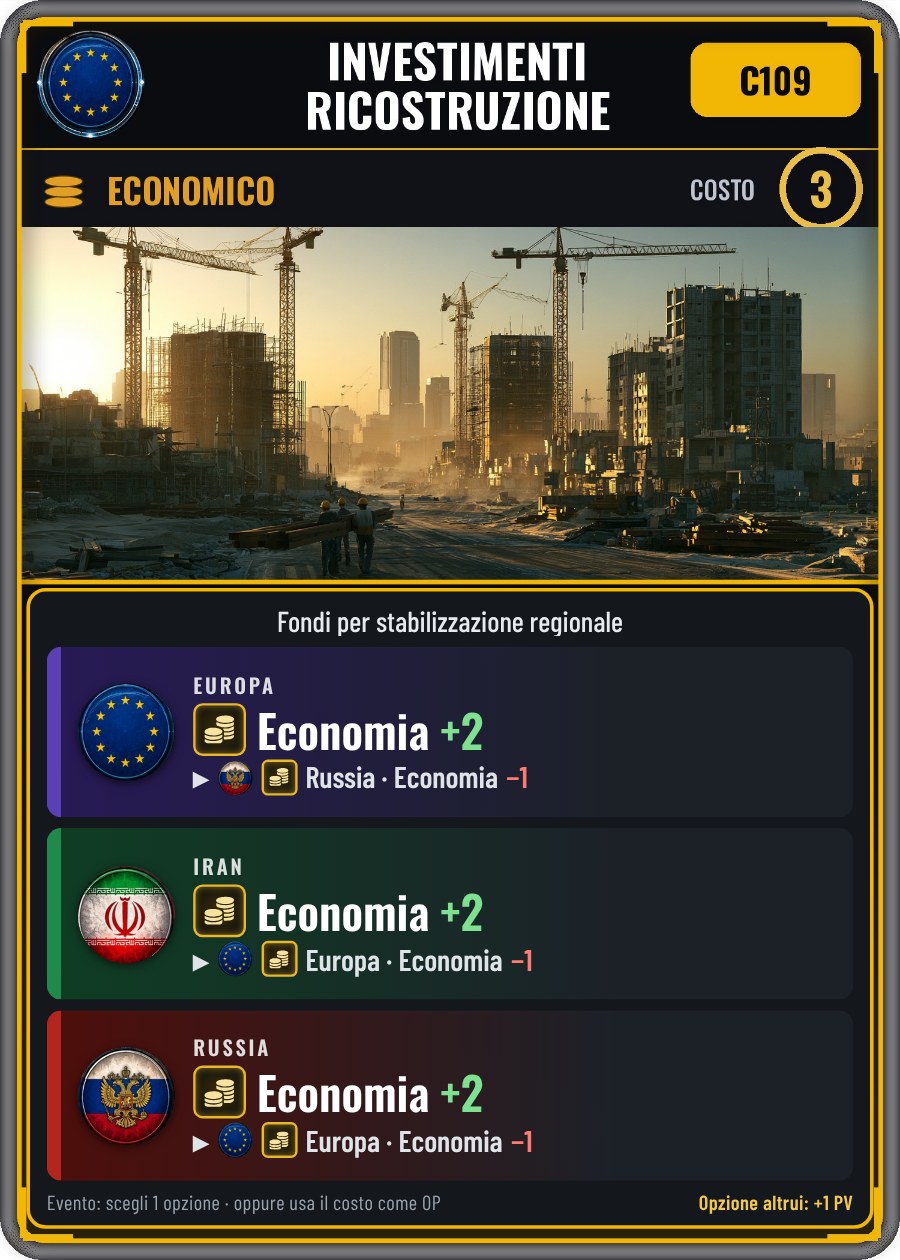 INVESTIMENTI
RICOSTRUZIONE
C109
ECONOMICO
COSTO
3
Fondi per stabilizzazione regionale
EUROPA
Economia +2
▶ Russia · Economia −1
IRAN
Economia +2
▶ Europa · Economia −1
RUSSIA
Economia +2
▶ Europa · Economia −1
Evento: scegli 1 opzione · oppure usa il costo come OP
Opzione altrui: +1 PV